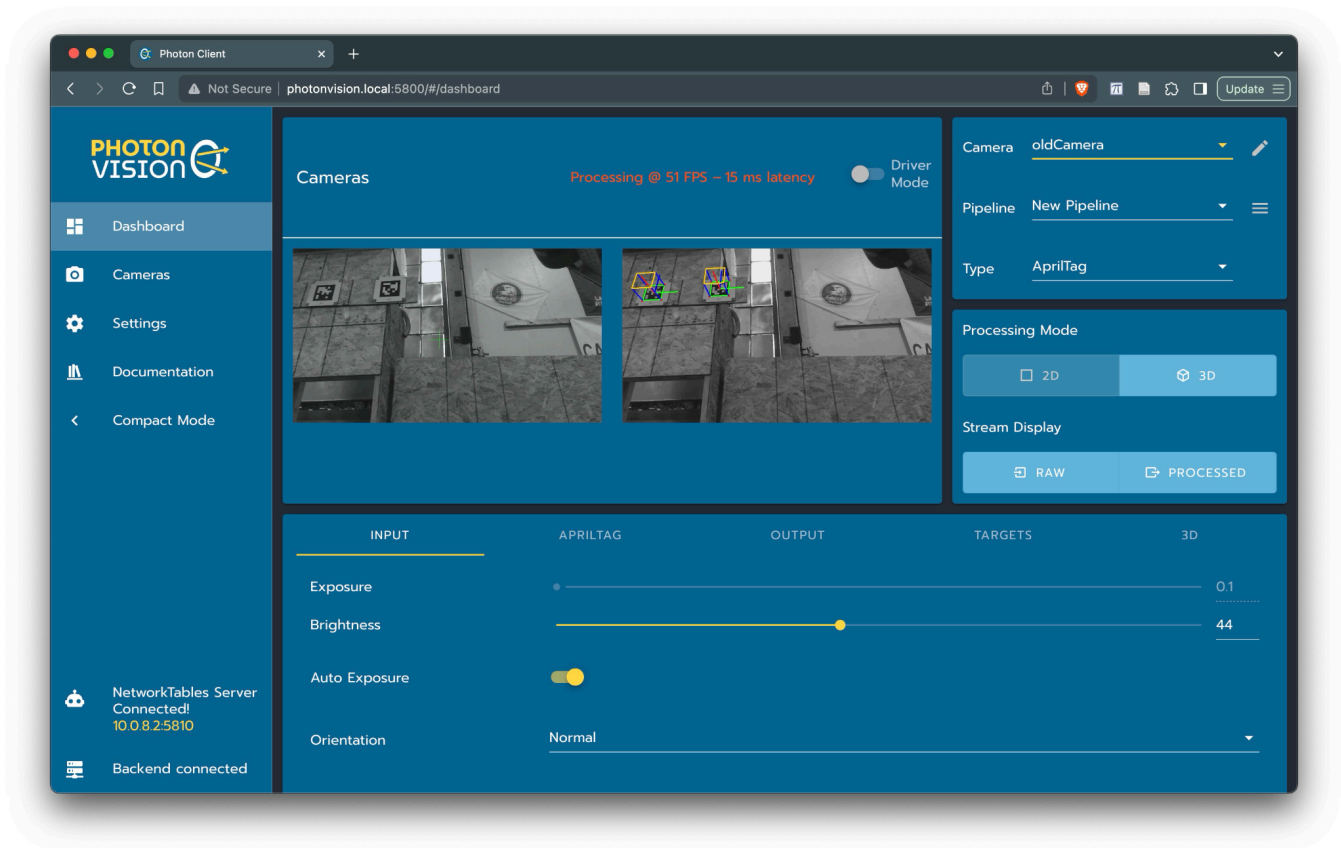 Photon Client
Not Secure
photonvision.local:5800/#/dashboard
Update
PHOTON
VISION
Dashboard
Cameras
Settings
Documentation
Compact Mode
NetworkTables Server
Connected!
10.0.8.2:5810
Backend connected
Cameras
Processing @ 51 FPS – 15 ms latency
Driver
Mode
Camera
oldCamera
Pipeline
New Pipeline
Type
AprilTag
Processing Mode
2D
3D
Stream Display
RAW
PROCESSED
INPUT
APRILTAG
OUTPUT
TARGETS
3D
Exposure
0.1
Brightness
44
Auto Exposure
Orientation
Normal